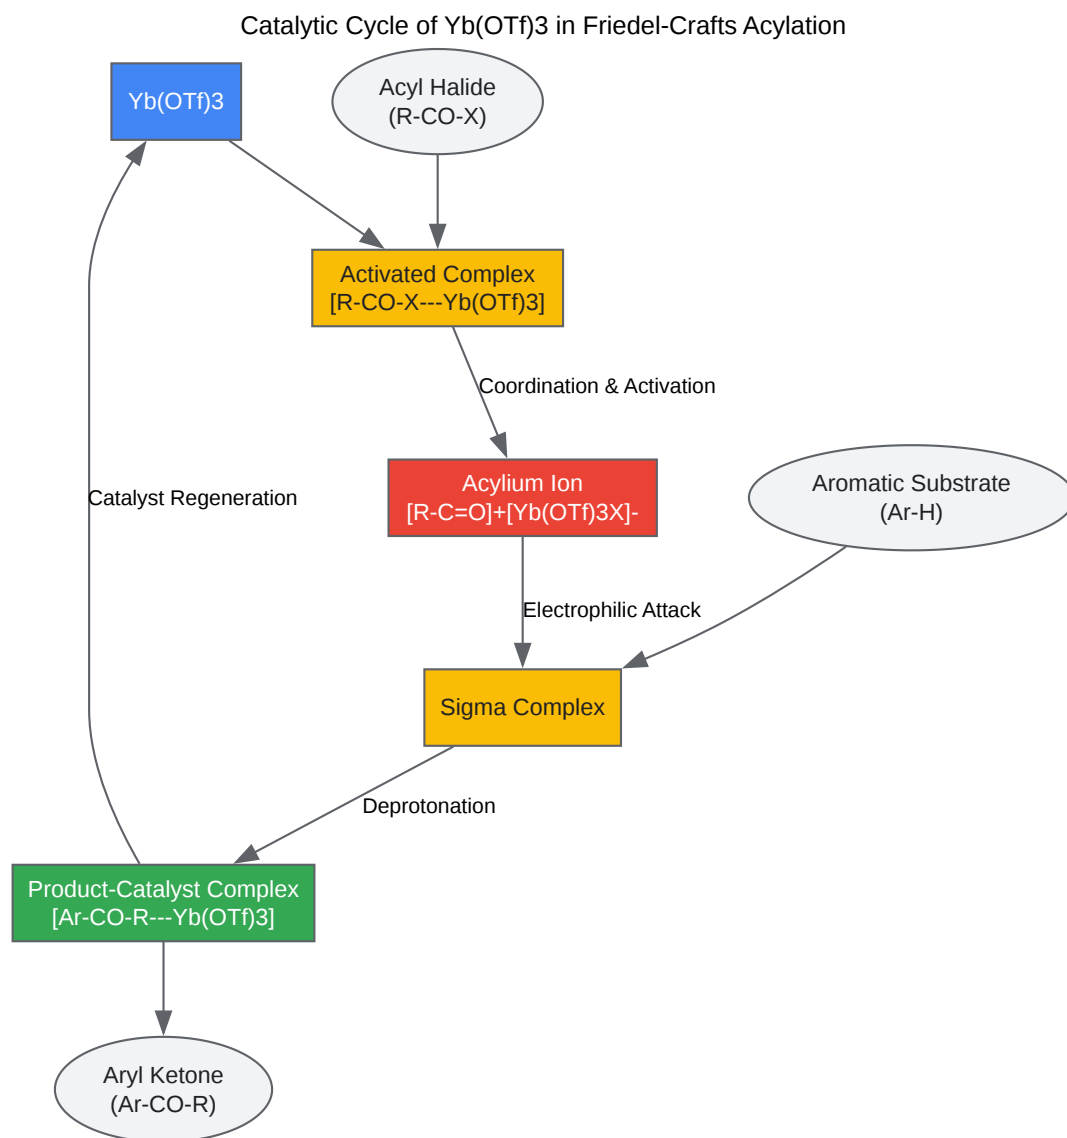 Catalytic Cycle of Yb(OTf)3 in Friedel-Crafts Acylation
Yb(OTf)3
Acyl Halide
(R-CO-X)
Activated Complex
[R-CO-X---Yb(OTf)3]
Coordination & Activation
Acylium Ion
[R-C=O]+[Yb(OTf)3X]-
Aromatic Substrate
(Ar-H)
Catalyst Regeneration
Electrophilic Attack
Sigma Complex
Deprotonation
Product-Catalyst Complex
[Ar-CO-R---Yb(OTf)3]
Aryl Ketone
(Ar-CO-R)